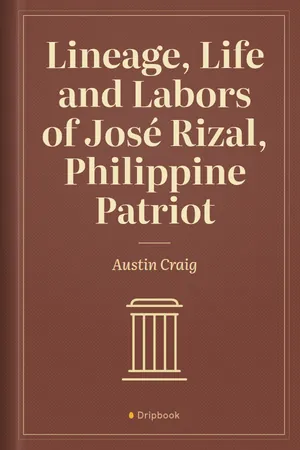 Lineage, Life
and Labors
of José Rizal,
Philippine
Patriot
Austin Craig
Dripbook